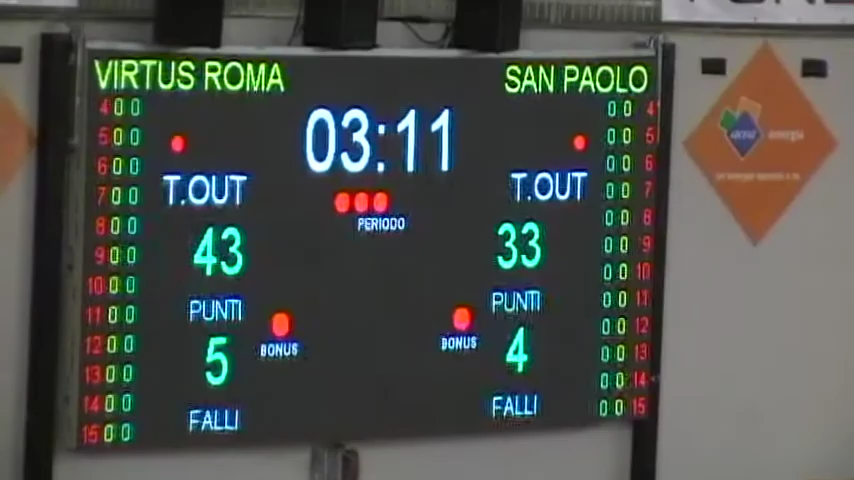 VIRTUS ROMA SAN PAOLO
03:11
4 0 0 0 0 4
5 0 0 0 0 5
6 0 0 0 0 6
T.OUT T.OUT
7 0 0 0 0 7
PERIODO
8 0 0 0 0 8
43 33
9 0 0 0 0 9
10 0 0 0 0 10
PUNTI PUNTI
11 0 0 0 0 11
12 0 0 0 0 12
BONUS BONUS
5 4
13 0 0 0 0 13
14 0 0 0 0 14
FALLI FALLI
15 0 0 0 0 15
energia